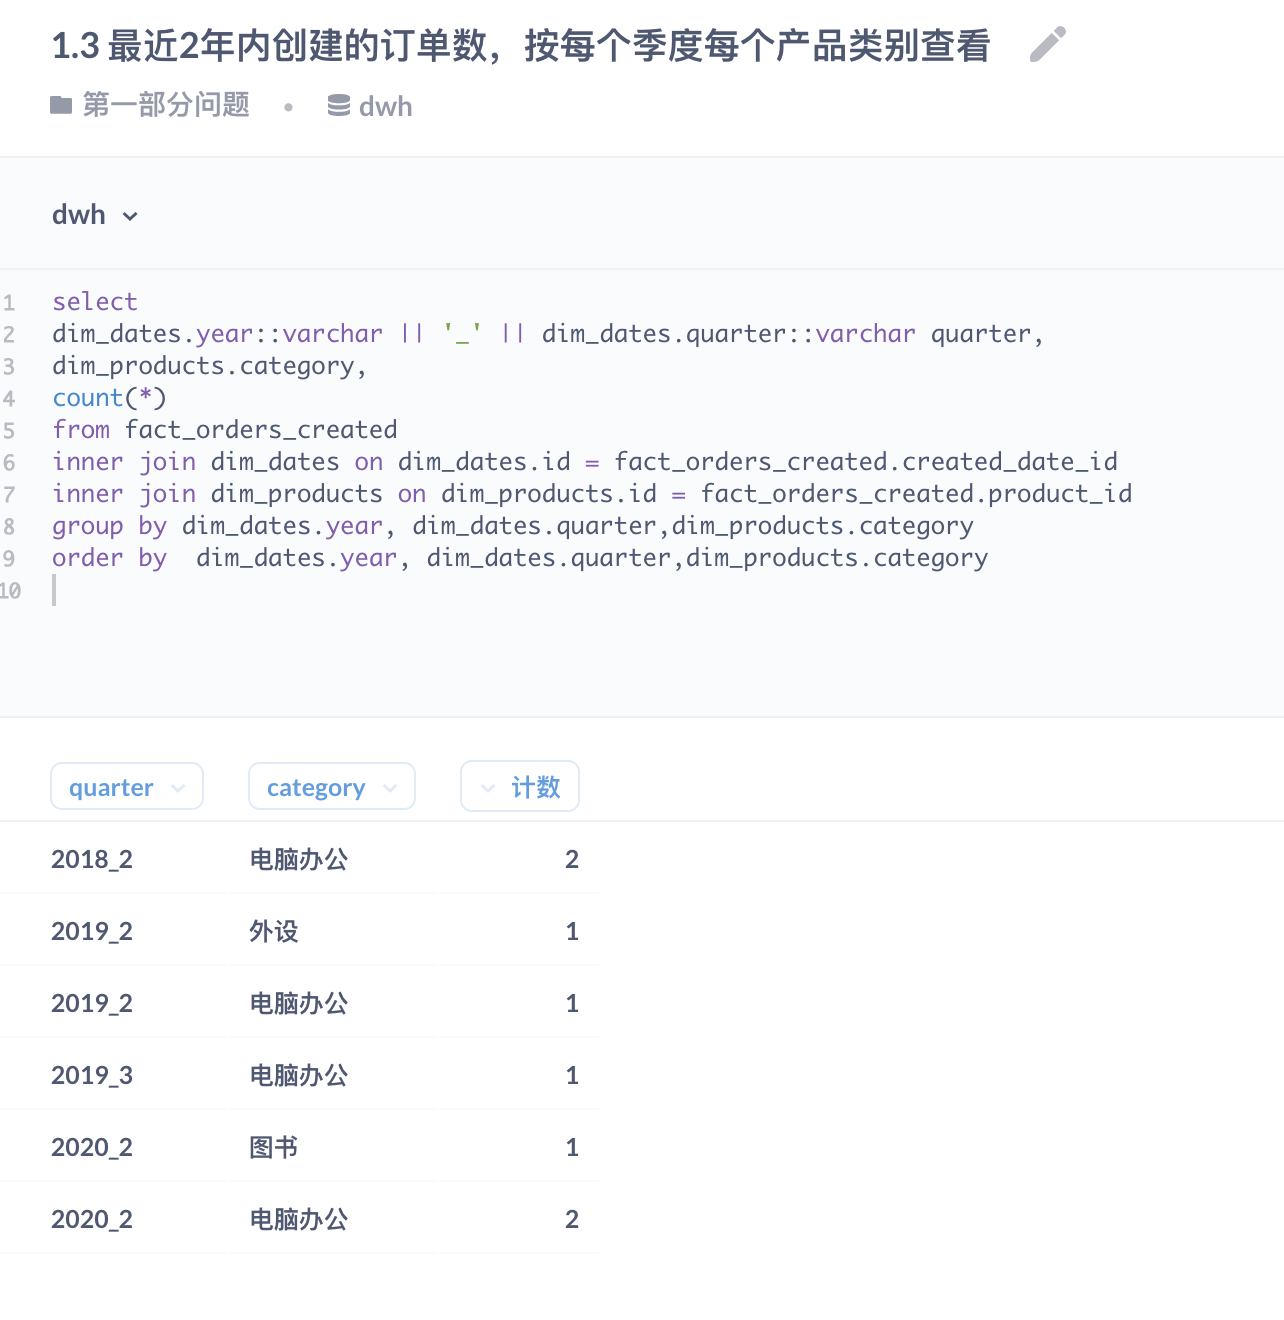 1.3 最近2年内创建的订单数，按每个季度每个产品类别查看
第一部分问题 • dwh
dwh
1 select
2 dim_dates.year::varchar || '_' || dim_dates.quarter::varchar quarter,
3 dim_products.category,
4 count(*)
5 from fact_orders_created
6 inner join dim_dates on dim_dates.id = fact_orders_created.created_date_id
7 inner join dim_products on dim_products.id = fact_orders_created.product_id
8 group by dim_dates.year, dim_dates.quarter,dim_products.category
9 order by  dim_dates.year, dim_dates.quarter,dim_products.category
10
quarter category 计数
2018_2 电脑办公 2
2019_2 外设 1
2019_2 电脑办公 1
2019_3 电脑办公 1
2020_2 图书 1
2020_2 电脑办公 2